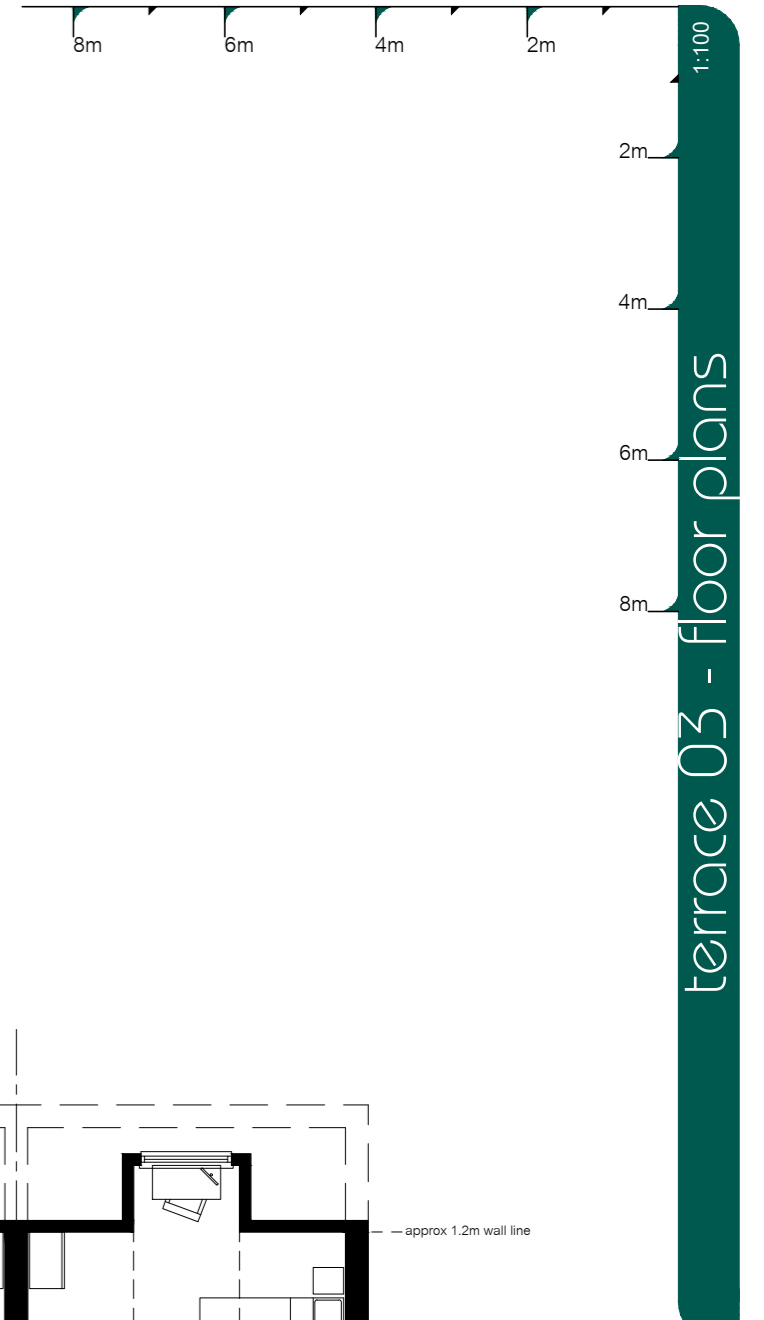 8m
6m
4m
2m
1:100
2m
4m
6m
8m
terrace 03 - floor plans
approx 1.2m wall line